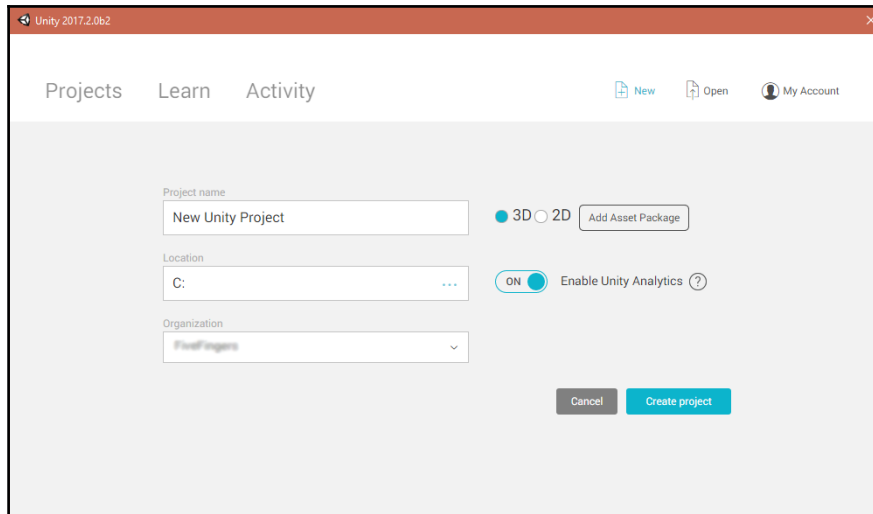 Unity 2017.2.0b2
Projects Learn Activity New Open My Account
Project name
New Unity Project 3D 2D Add Asset Package
Location
C: ... ON Enable Unity Analytics ?
Organization
FiveFingers
Cancel Create project